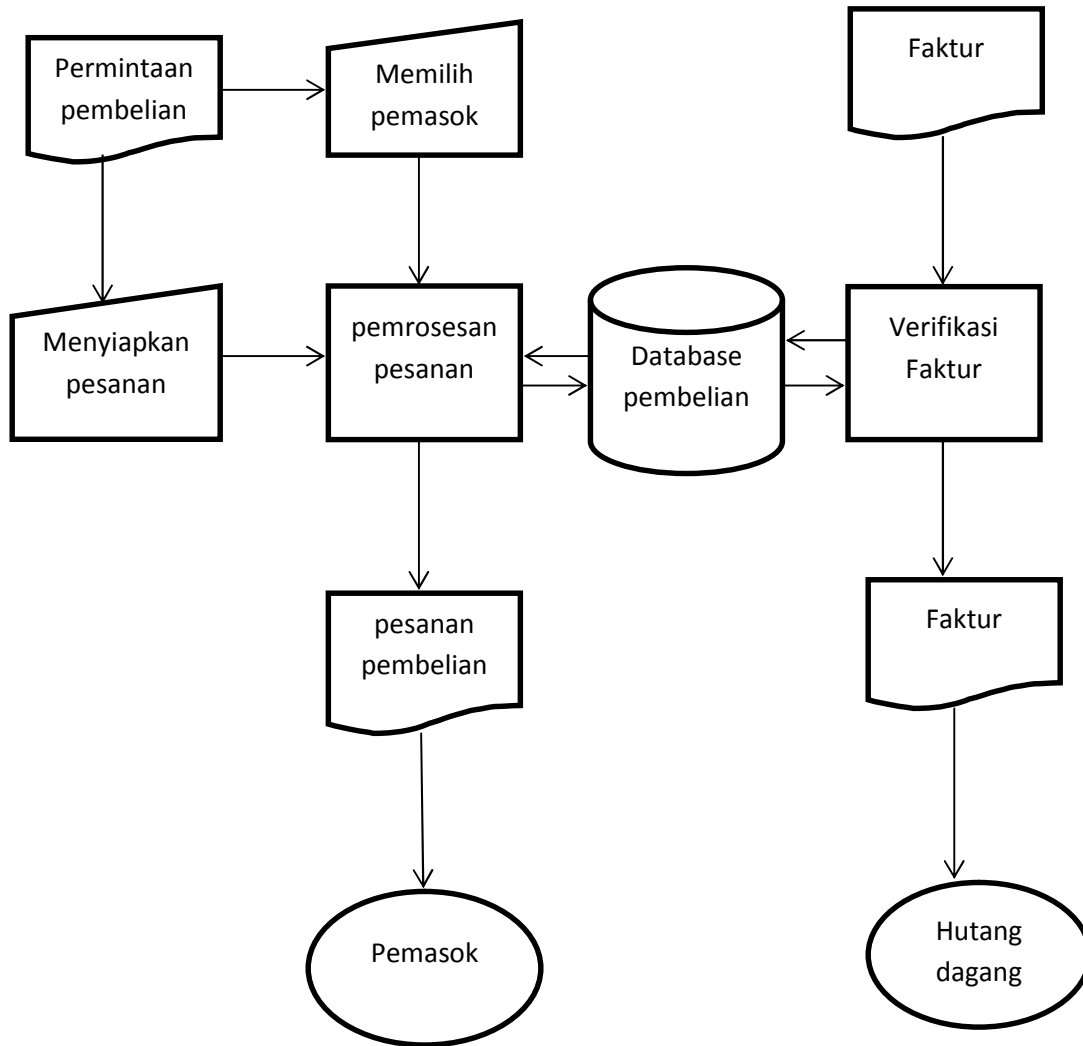 Permintaan
pembelian
Memilih
pemasok
Faktur
Menyiapkan
pesanan
pemrosesan
pesanan
Database
pembelian
Verifikasi
Faktur
pesanan
pembelian
Faktur
Pemasok
Hutang
dagang